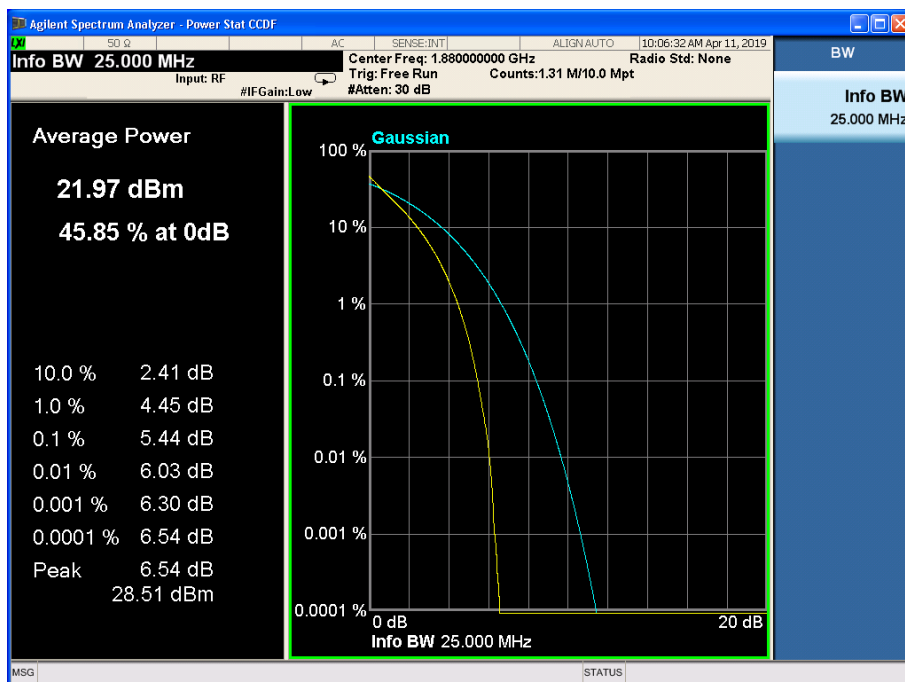 Agilent Spectrum Analyzer - Power Stat CCDF
LXI 50 Ω AC SENSE:INT ALIGN AUTO 10:06:32 AM Apr 11, 2019
Info BW 25.000 MHz
Center Freq: 1.880000000 GHz Radio Std: None
Input: RF Trig: Free Run Counts:1.31 M/10.0 Mpt
#IFGain:Low #Atten: 30 dB
BW
Info BW
25.000 MHz
Average Power
21.97 dBm
45.85 % at 0dB
10.0 % 2.41 dB
1.0 % 4.45 dB
0.1 % 5.44 dB
0.01 % 6.03 dB
0.001 % 6.30 dB
0.0001 % 6.54 dB
Peak 6.54 dB
28.51 dBm
Gaussian
100 %
10 %
1 %
0.1 %
0.01 %
0.001 %
0.0001 %
0 dB 20 dB
Info BW 25.000 MHz
MSG STATUS